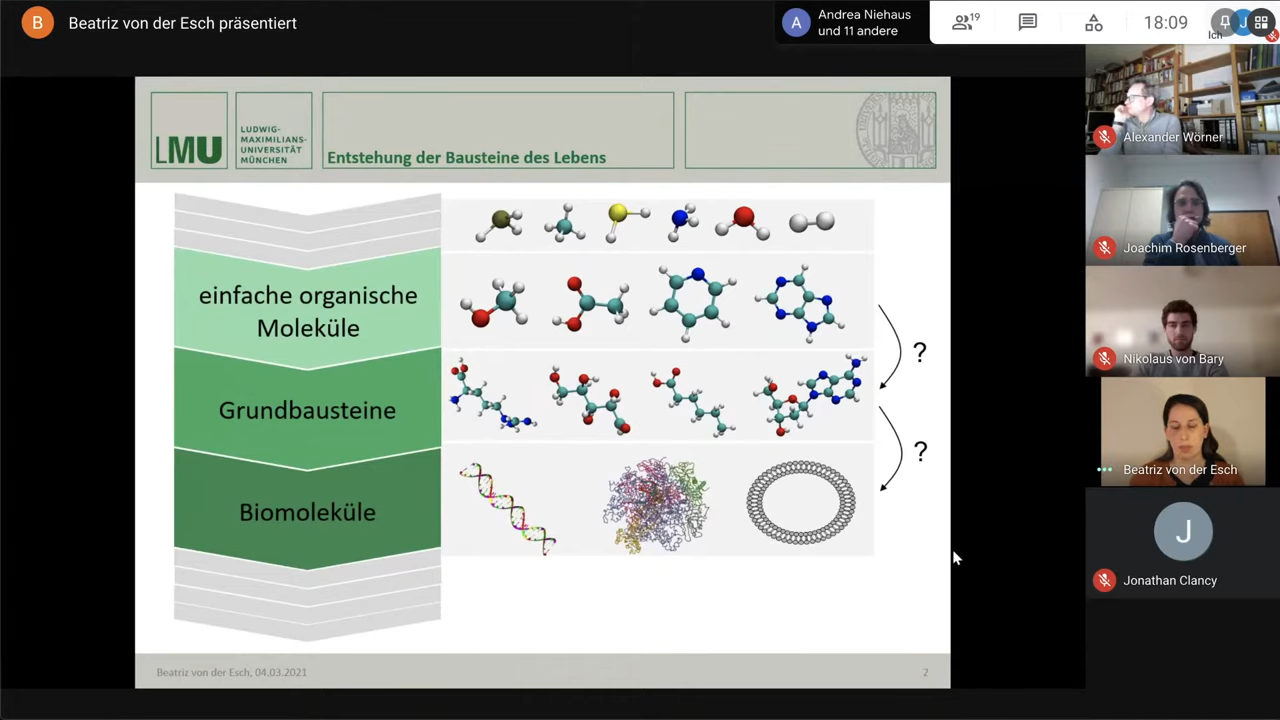 B
Beatriz von der Esch präsentiert
A
Andrea Niehaus
und 11 andere
19
18:09
J
Ich
LMU
LUDWIG-
MAXIMILIANS-
UNIVERSITÄT
MÜNCHEN
Entstehung der Bausteine des Lebens
einfache organische
Moleküle
?
Grundbausteine
?
Biomoleküle
Beatriz von der Esch, 04.03.2021
2
Alexander Wörner
Joachim Rosenberger
Nikolaus von Bary
Beatriz von der Esch
J
Jonathan Clancy